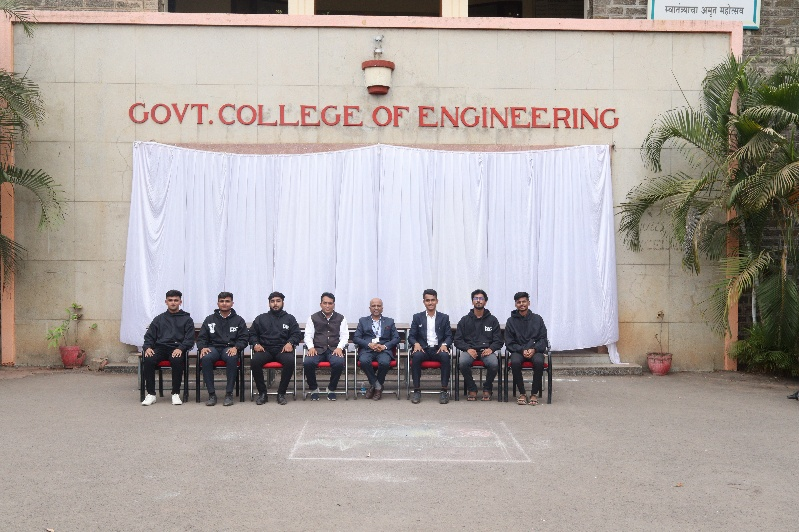 स्वातंत्र्याचा अमृत महोत्सव
GOVT. COLLEGE OF ENGINEERING